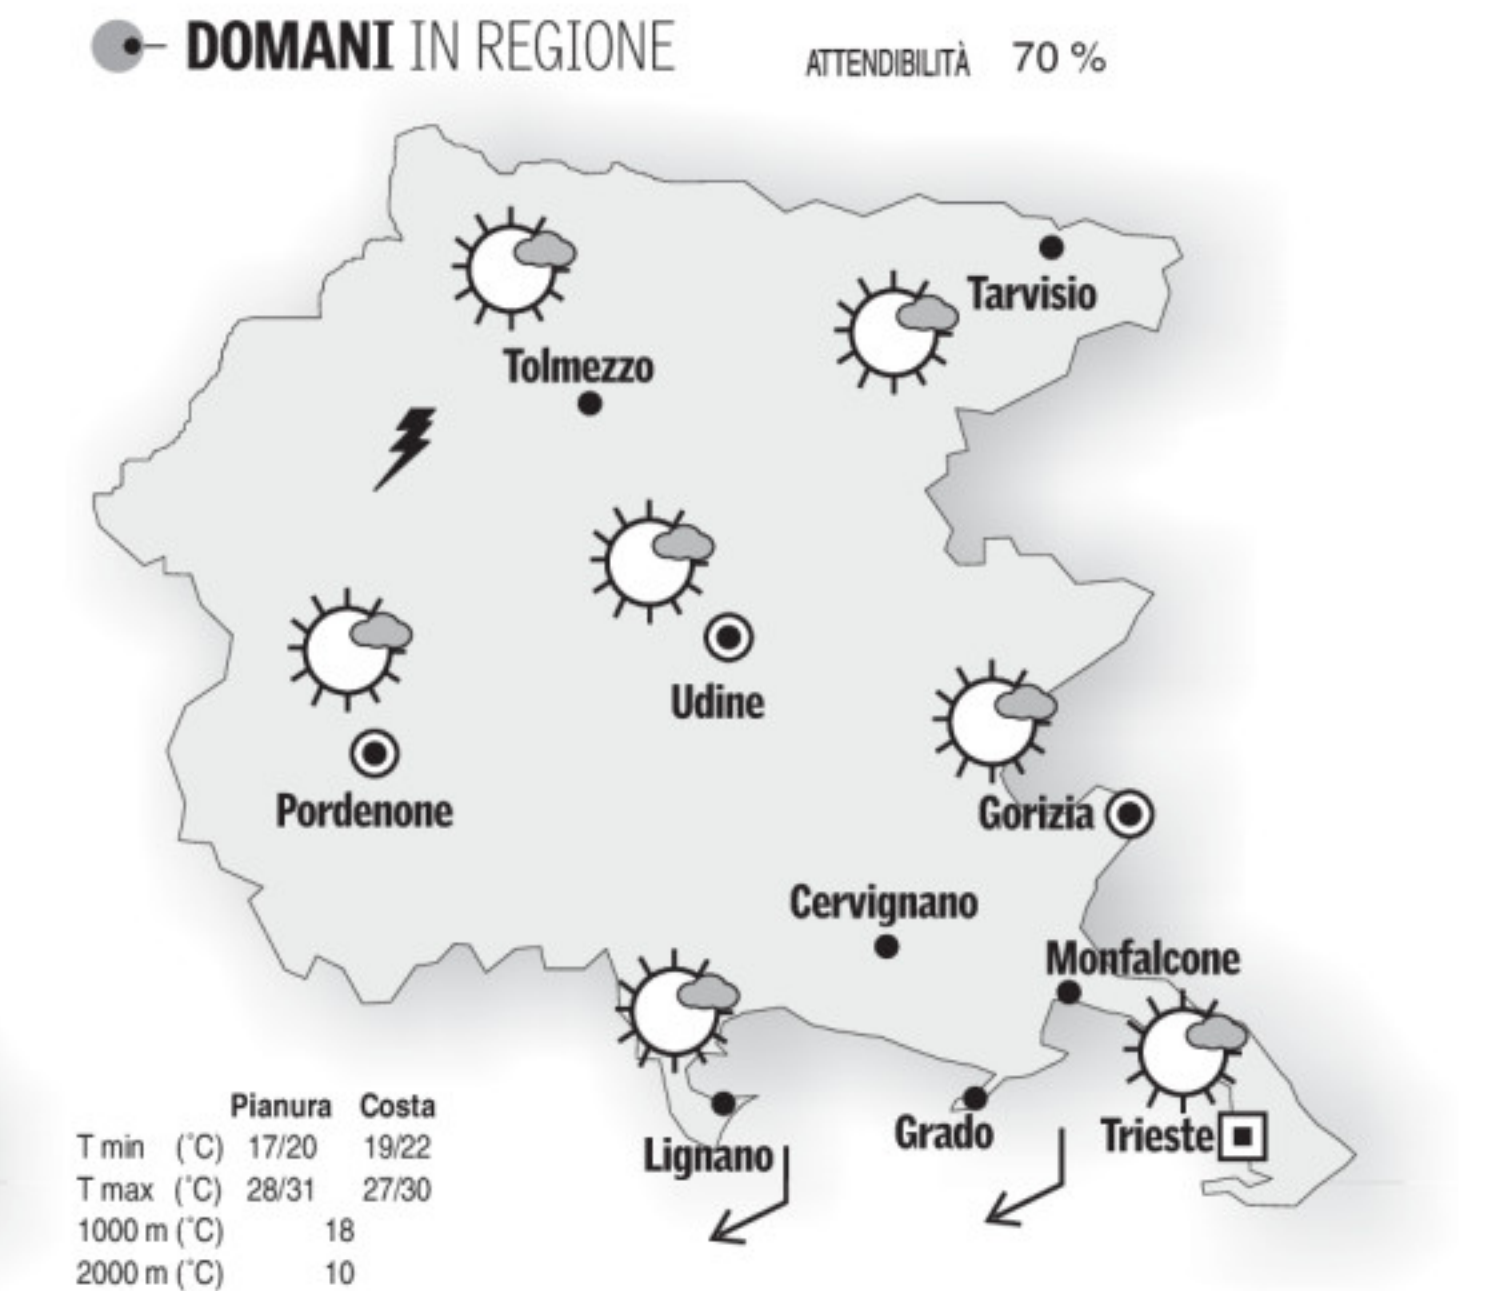 DOMANI IN REGIONE
ATTENDIBILITÀ 70 %
Tarvisio
Tolmezzo
Udine
Pordenone
Gorizia
Cervignano
Monfalcone
Grado
Trieste
Lignano
Pianura Costa
T min (°C) 17/20 19/22
T max (°C) 28/31 27/30
1000 m (°C) 18
2000 m (°C) 10